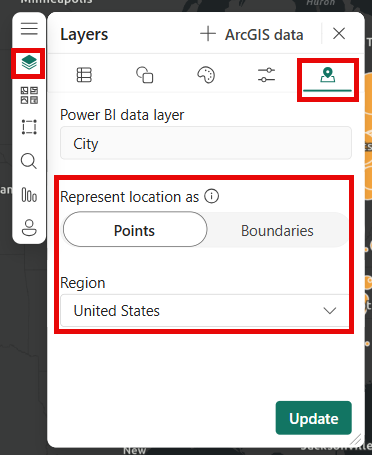 Minneapolis
Huron
Layers
ArcGIS data
Power BI data layer
City
Represent location as
Points
Boundaries
Region
United States
Update
New
Jacksonville